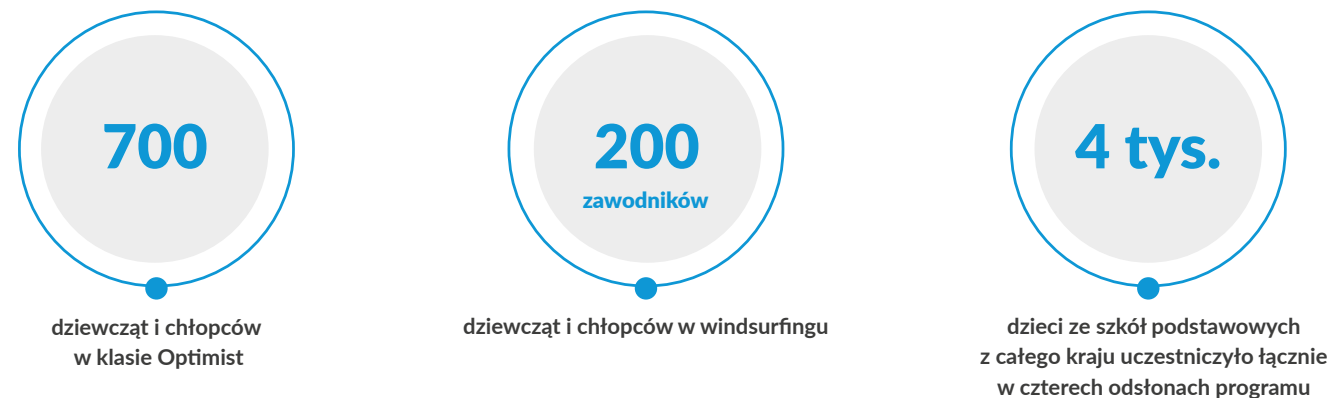 700
dziewcząt i chłopców
w klasie Optimist
200
zawodników
dziewcząt i chłopców w windsurfingu
4 tys.
dzieci ze szkół podstawowych
z całego kraju uczestniczyło łącznie
w czterech odsłonach programu